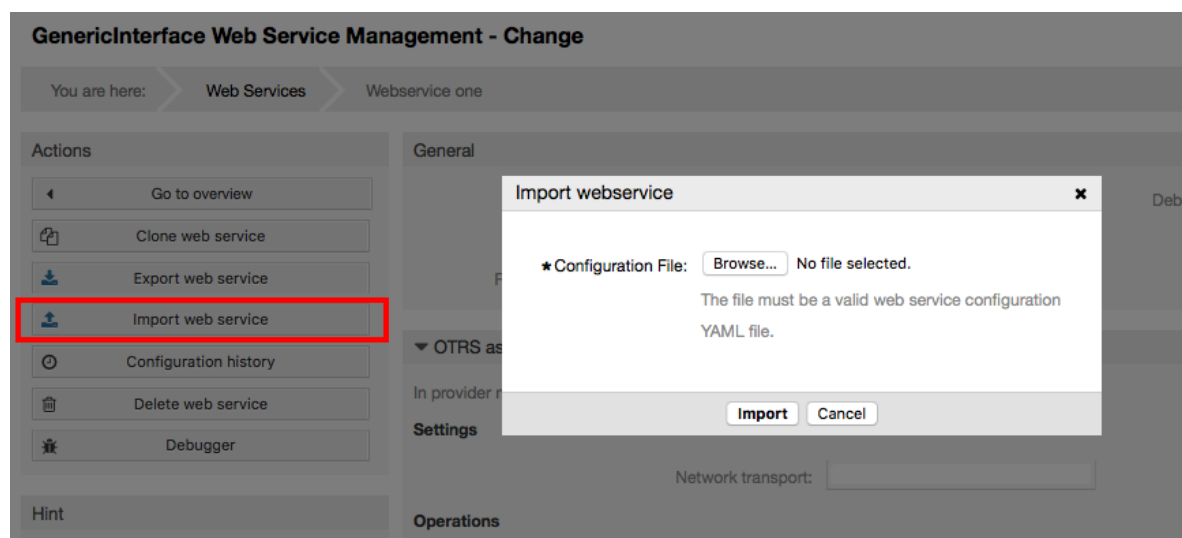 GenericInterface Web Service Management - Change
You are here:
Web Services
Webservice one
Actions
Go to overview
Clone web service
Export web service
Import web service
Configuration history
Delete web service
Debugger
Hint
General
Deb
Import webservice
★Configuration File: Browse... No file selected.
The file must be a valid web service configuration
YAML file.
Import
Cancel
OTRS as
In provider r
Settings
Network transport:
Operations